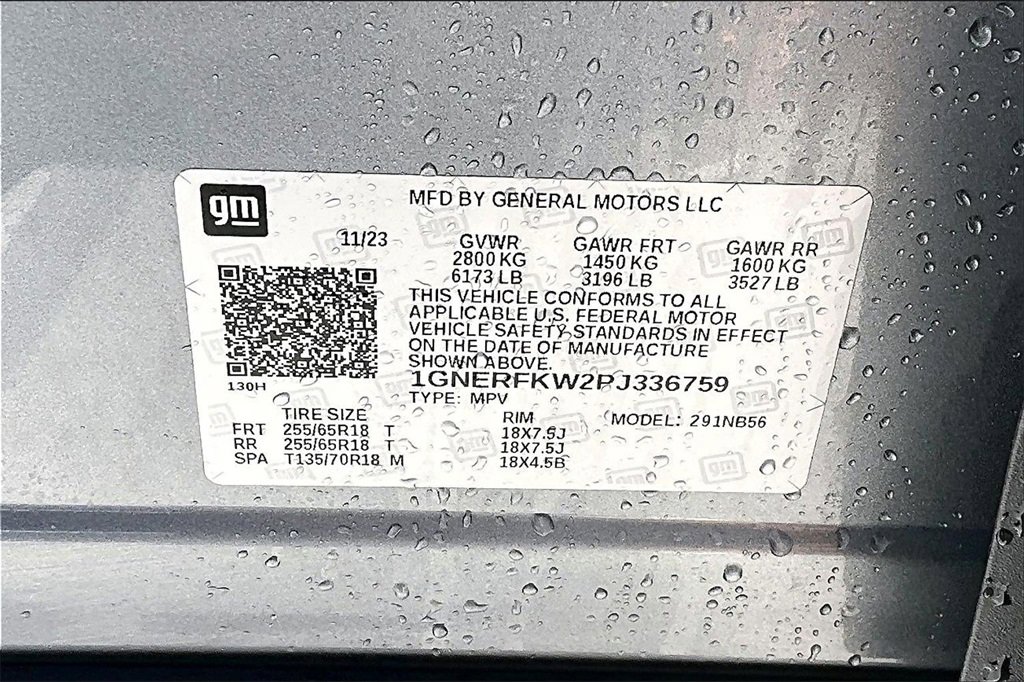 gm
MFD BY GENERAL MOTORS LLC
11/23 GVWR GAWR FRT GAWR RR
2800 KG 1450 KG 1600 KG
6173 LB 3196 LB 3527 LB
THIS VEHICLE CONFORMS TO ALL
APPLICABLE U.S. FEDERAL MOTOR
VEHICLE SAFETY STANDARDS IN EFFECT
ON THE DATE OF MANUFACTURE
SHOWN ABOVE.
1GNERFKW2PJ336759
130H
TYPE: MPV
TIRE SIZE RIM MODEL: 291NB56
FRT 255/65R18 T 18X7.5J
RR 255/65R18 T 18X7.5J
SPA T135/70R18 M 18X4.5B